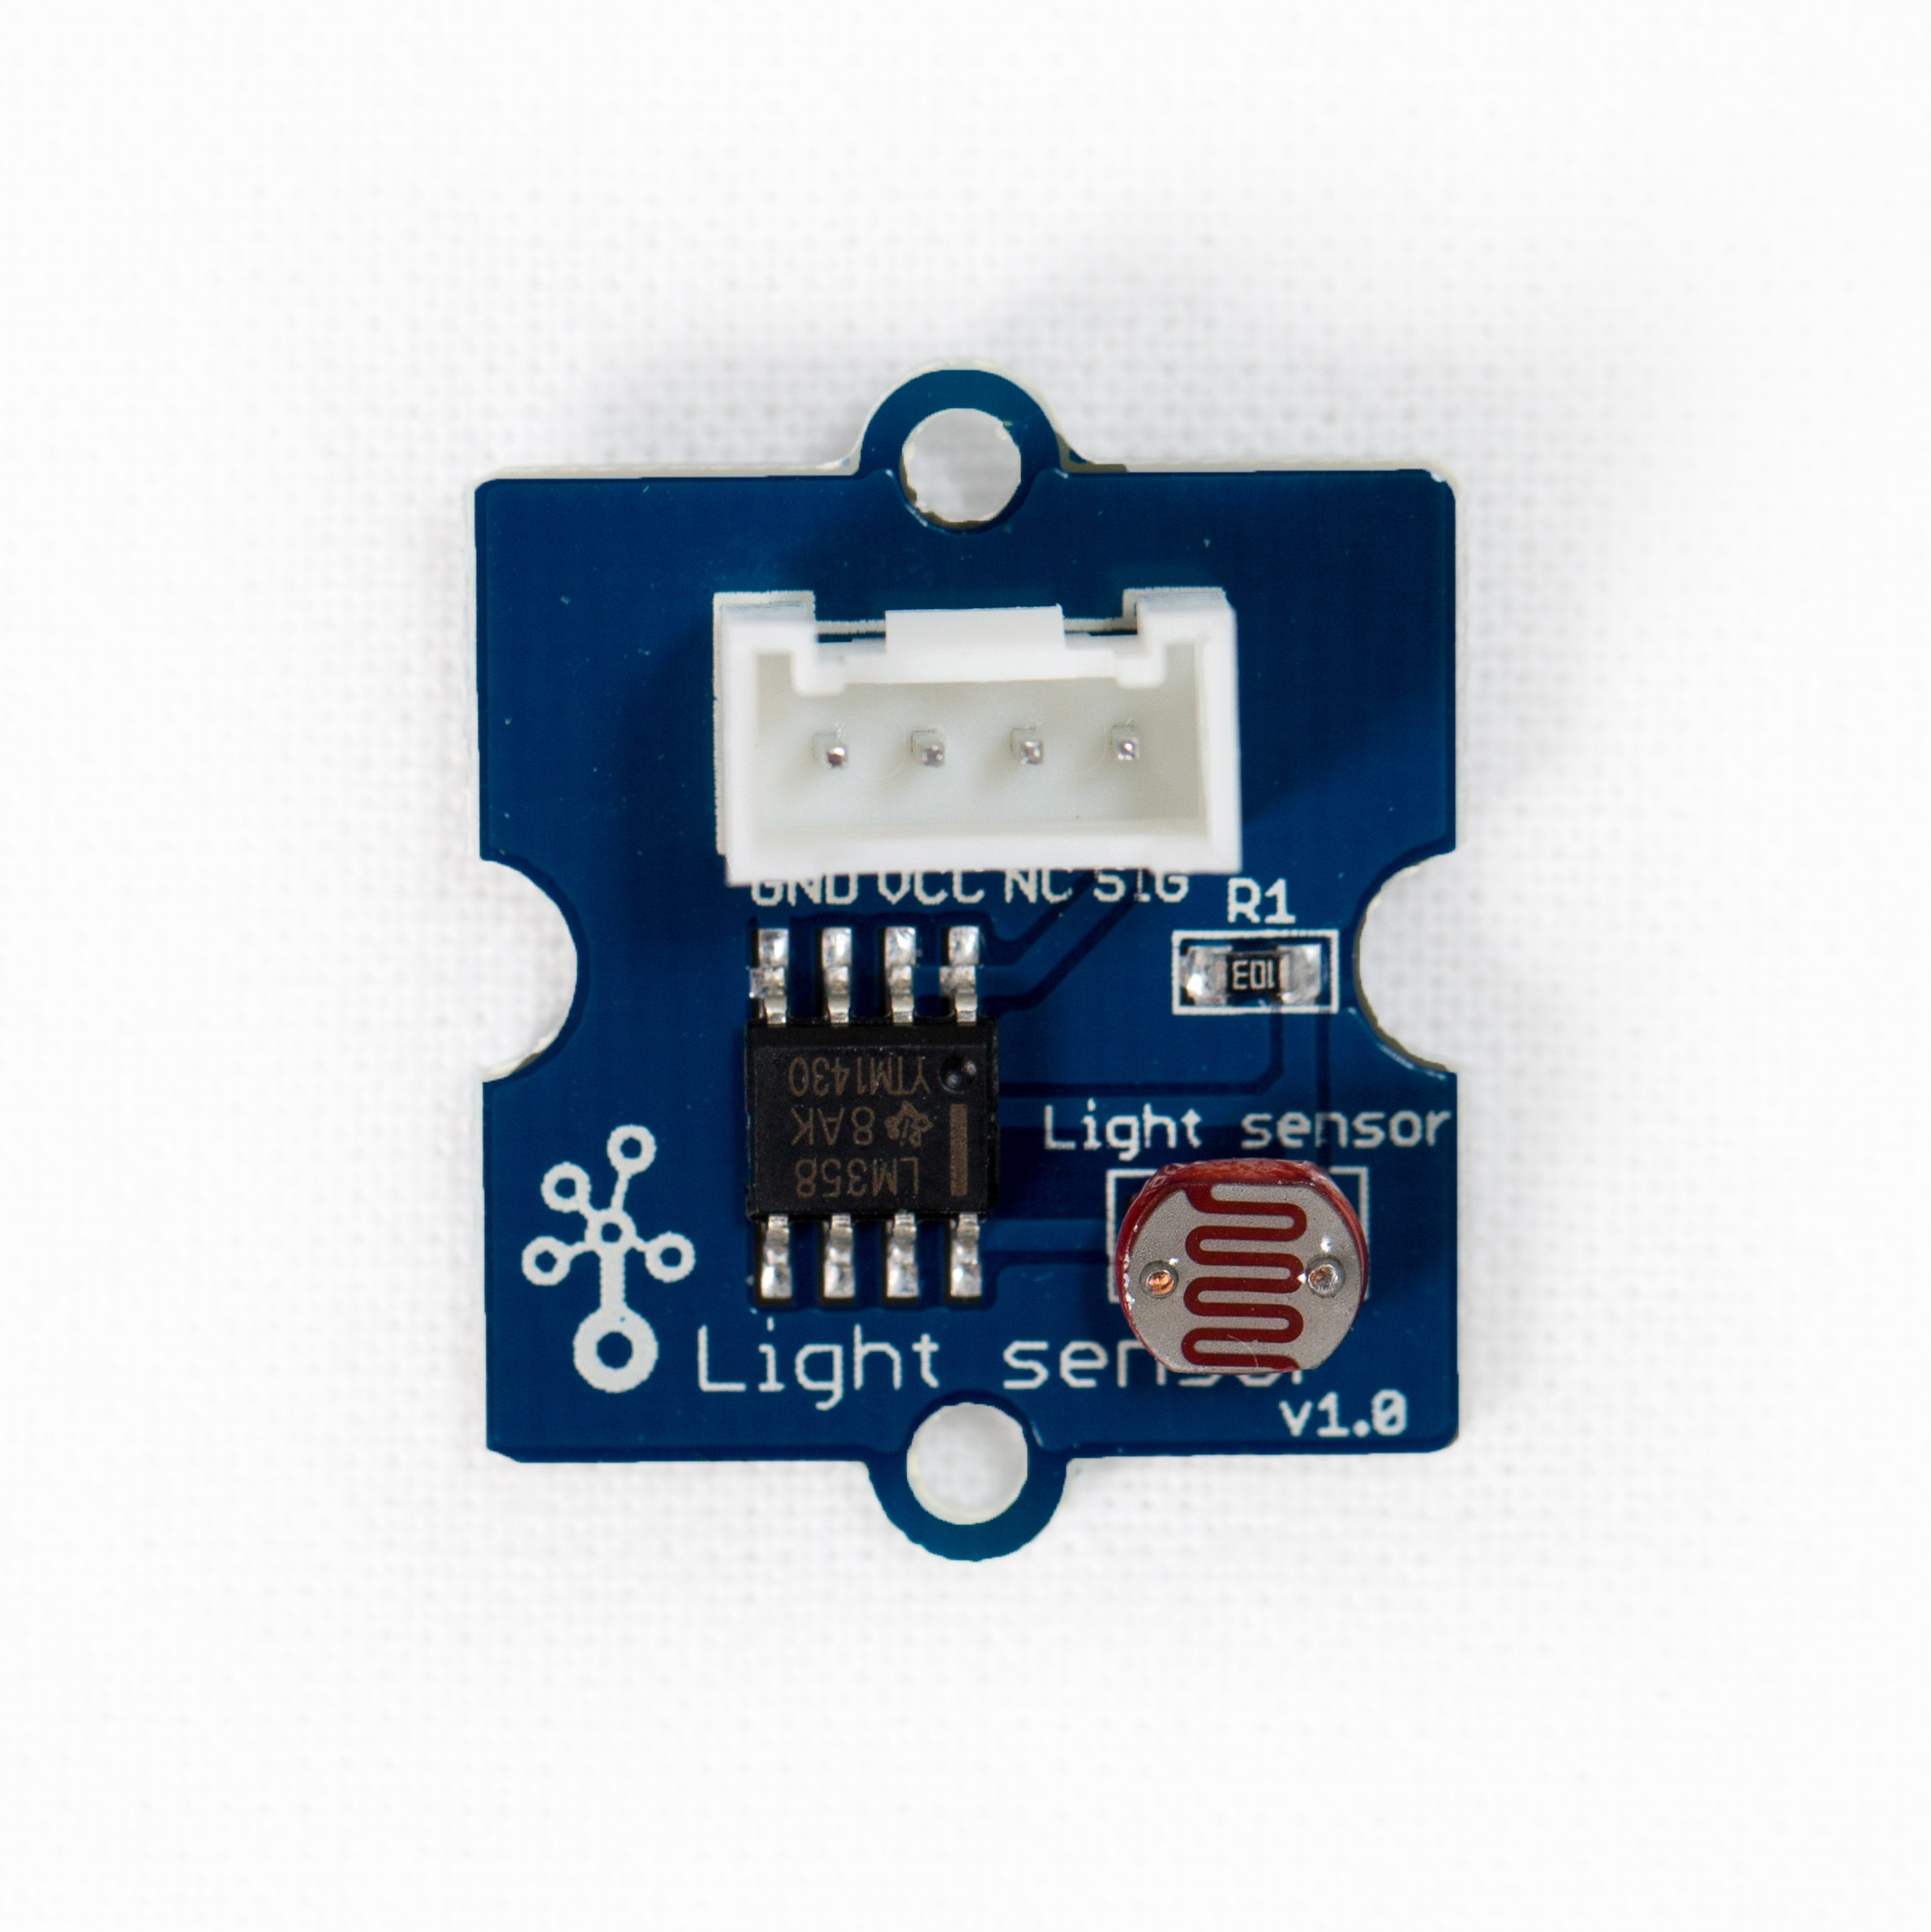 GND VCC NC SIG
R1
103
YTM1430
8AK
LM358
Light sensor
Light sensor
v1.0